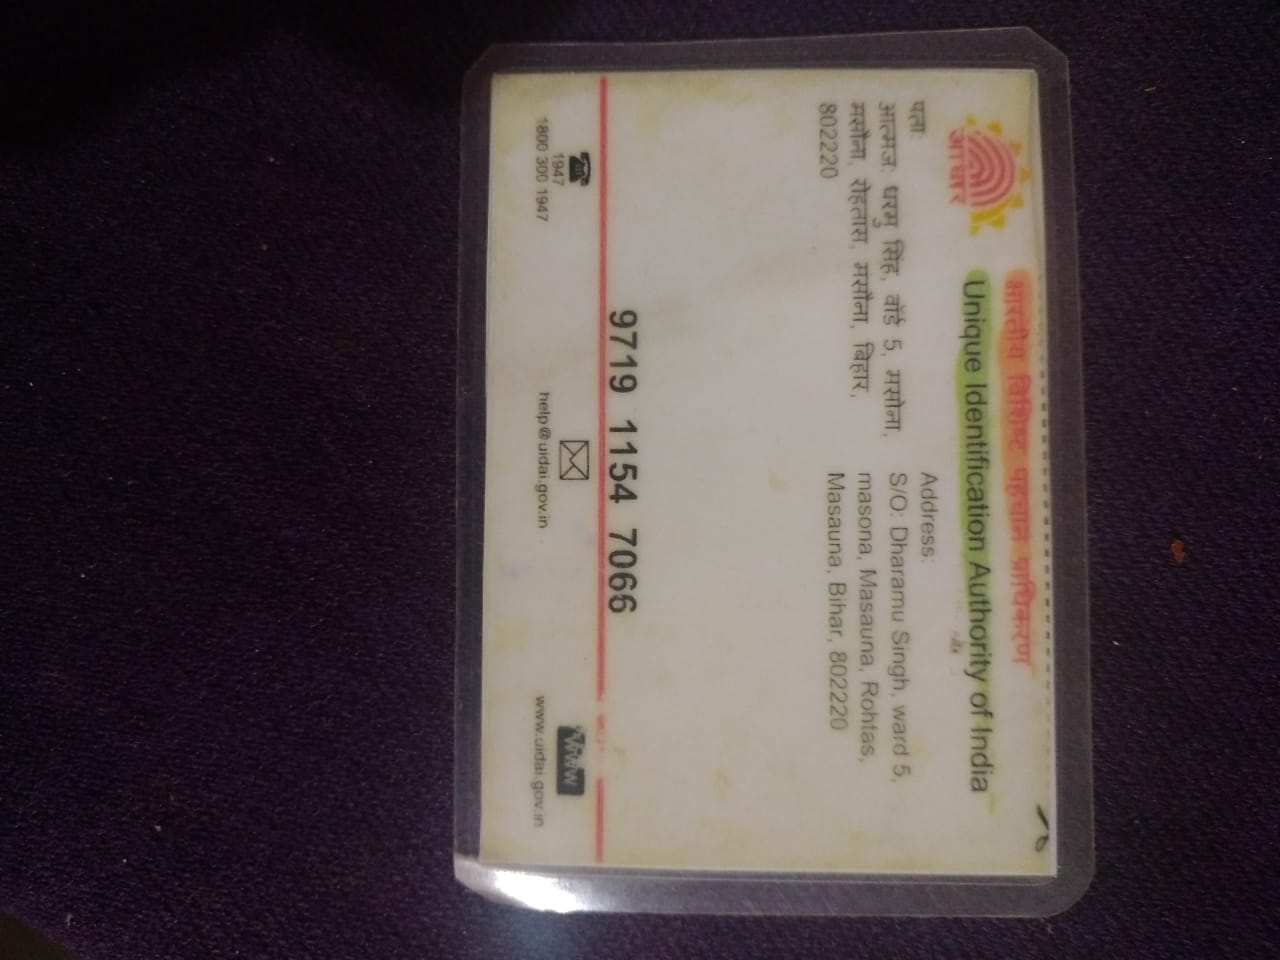 भारतीय विशिष्ट पहचान प्राधिकरण
Unique Identification Authority of India
आधार
पता:
आत्मज: धरमु सिंह, वॉर्ड 5, मसोना,
मसौना, रोहतास, मसौना, बिहार,
802220
Address:
S/O: Dharamu Singh, ward 5,
masona, Masauna, Rohtas,
Masauna, Bihar, 802220
9719 1154 7066
1947
1800 300 1947
help@uidai.gov.in
www
www.uidai.gov.in